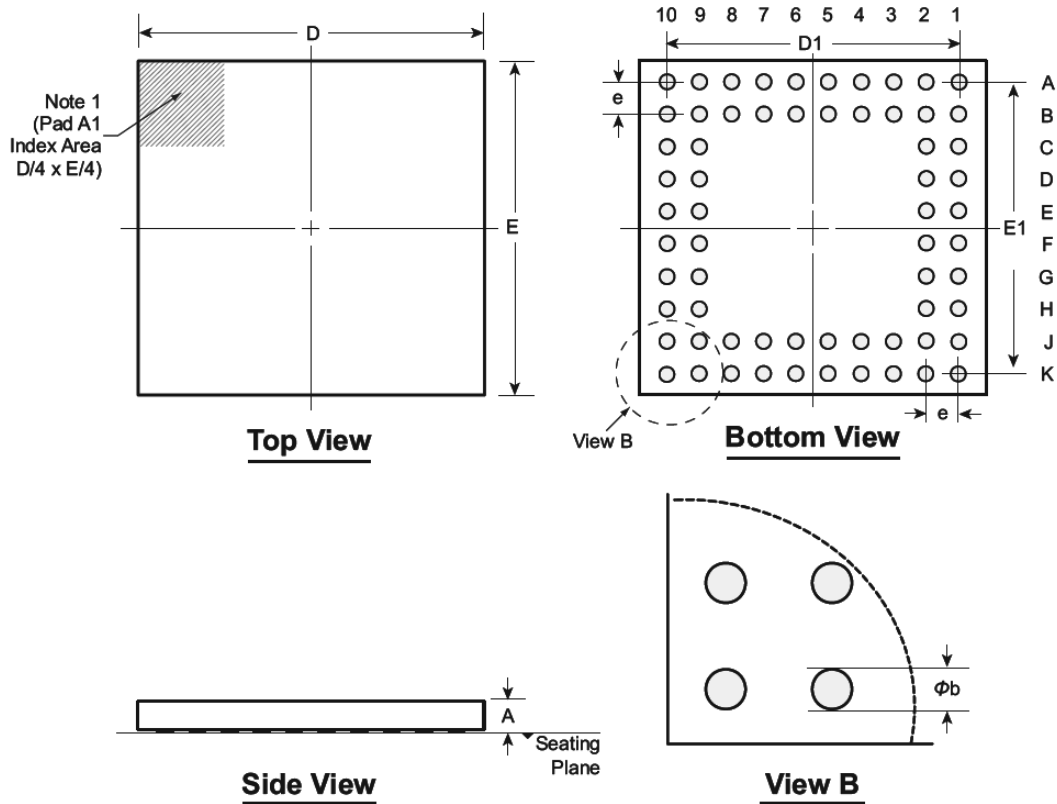 D
Note 1
(Pad A1
Index Area
D/4 x E/4)
E
Top View
10 9 8 7 6 5 4 3 2 1
D1
e
A
B
C
D
E
F
G
H
J
K
E1
e
View B
Bottom View
A
Seating
Plane
Side View
Φb
View B